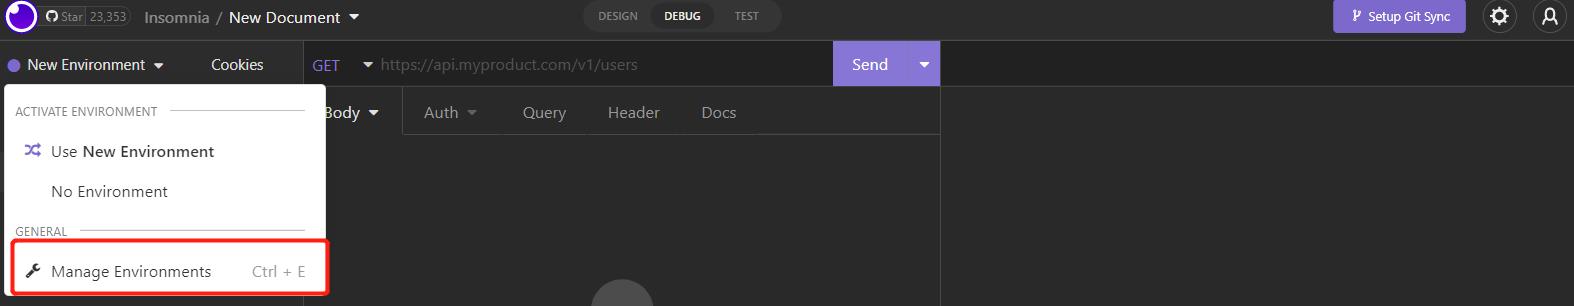 Star 23,353 Insomnia / New Document DESIGN DEBUG TEST Setup Git Sync
New Environment Cookies GET https://api.myproduct.com/v1/users Send
ACTIVATE ENVIRONMENT Body Auth Query Header Docs
Use New Environment
No Environment
GENERAL
Manage Environments Ctrl + E